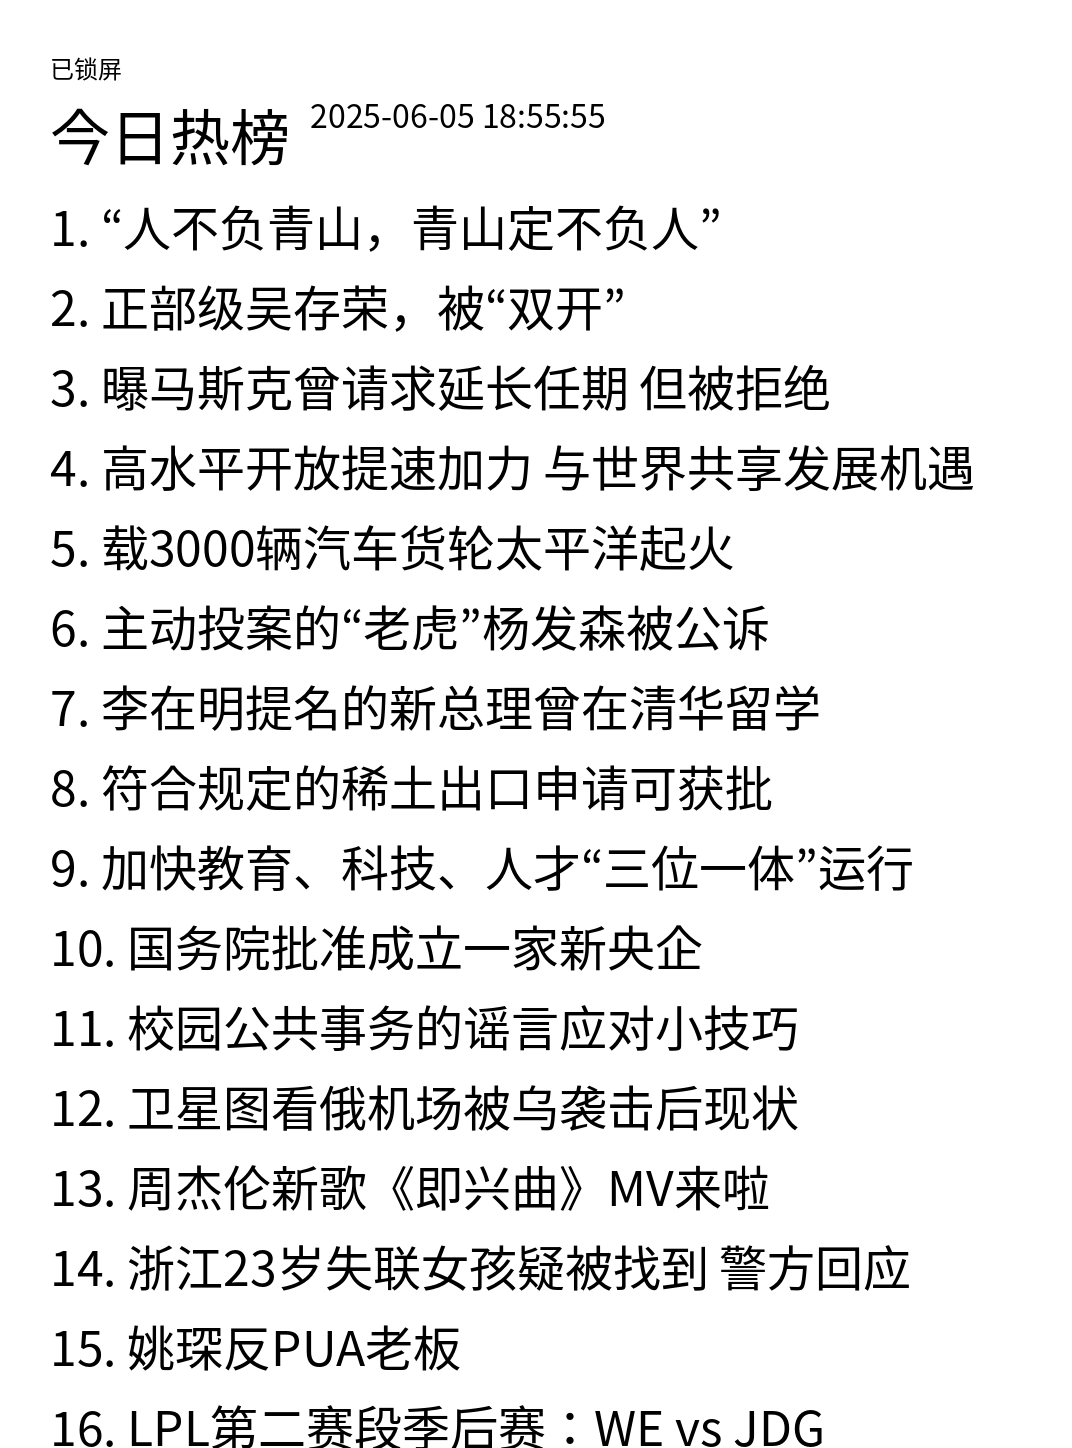 已锁屏
今日热榜 2025-06-05 18:55:55
1. “人不负青山，青山定不负人”
2. 正部级吴存荣，被“双开”
3. 曝马斯克曾请求延长任期 但被拒绝
4. 高水平开放提速加力 与世界共享发展机遇
5. 载3000辆汽车货轮太平洋起火
6. 主动投案的“老虎”杨发森被公诉
7. 李在明提名的新总理曾在清华留学
8. 符合规定的稀土出口申请可获批
9. 加快教育、科技、人才“三位一体”运行
10. 国务院批准成立一家新央企
11. 校园公共事务的谣言应对小技巧
12. 卫星图看俄机场被乌袭击后现状
13. 周杰伦新歌《即兴曲》MV来啦
14. 浙江23岁失联女孩疑被找到 警方回应
15. 姚琛反PUA老板
16. LPL第二赛段季后赛：WE vs JDG